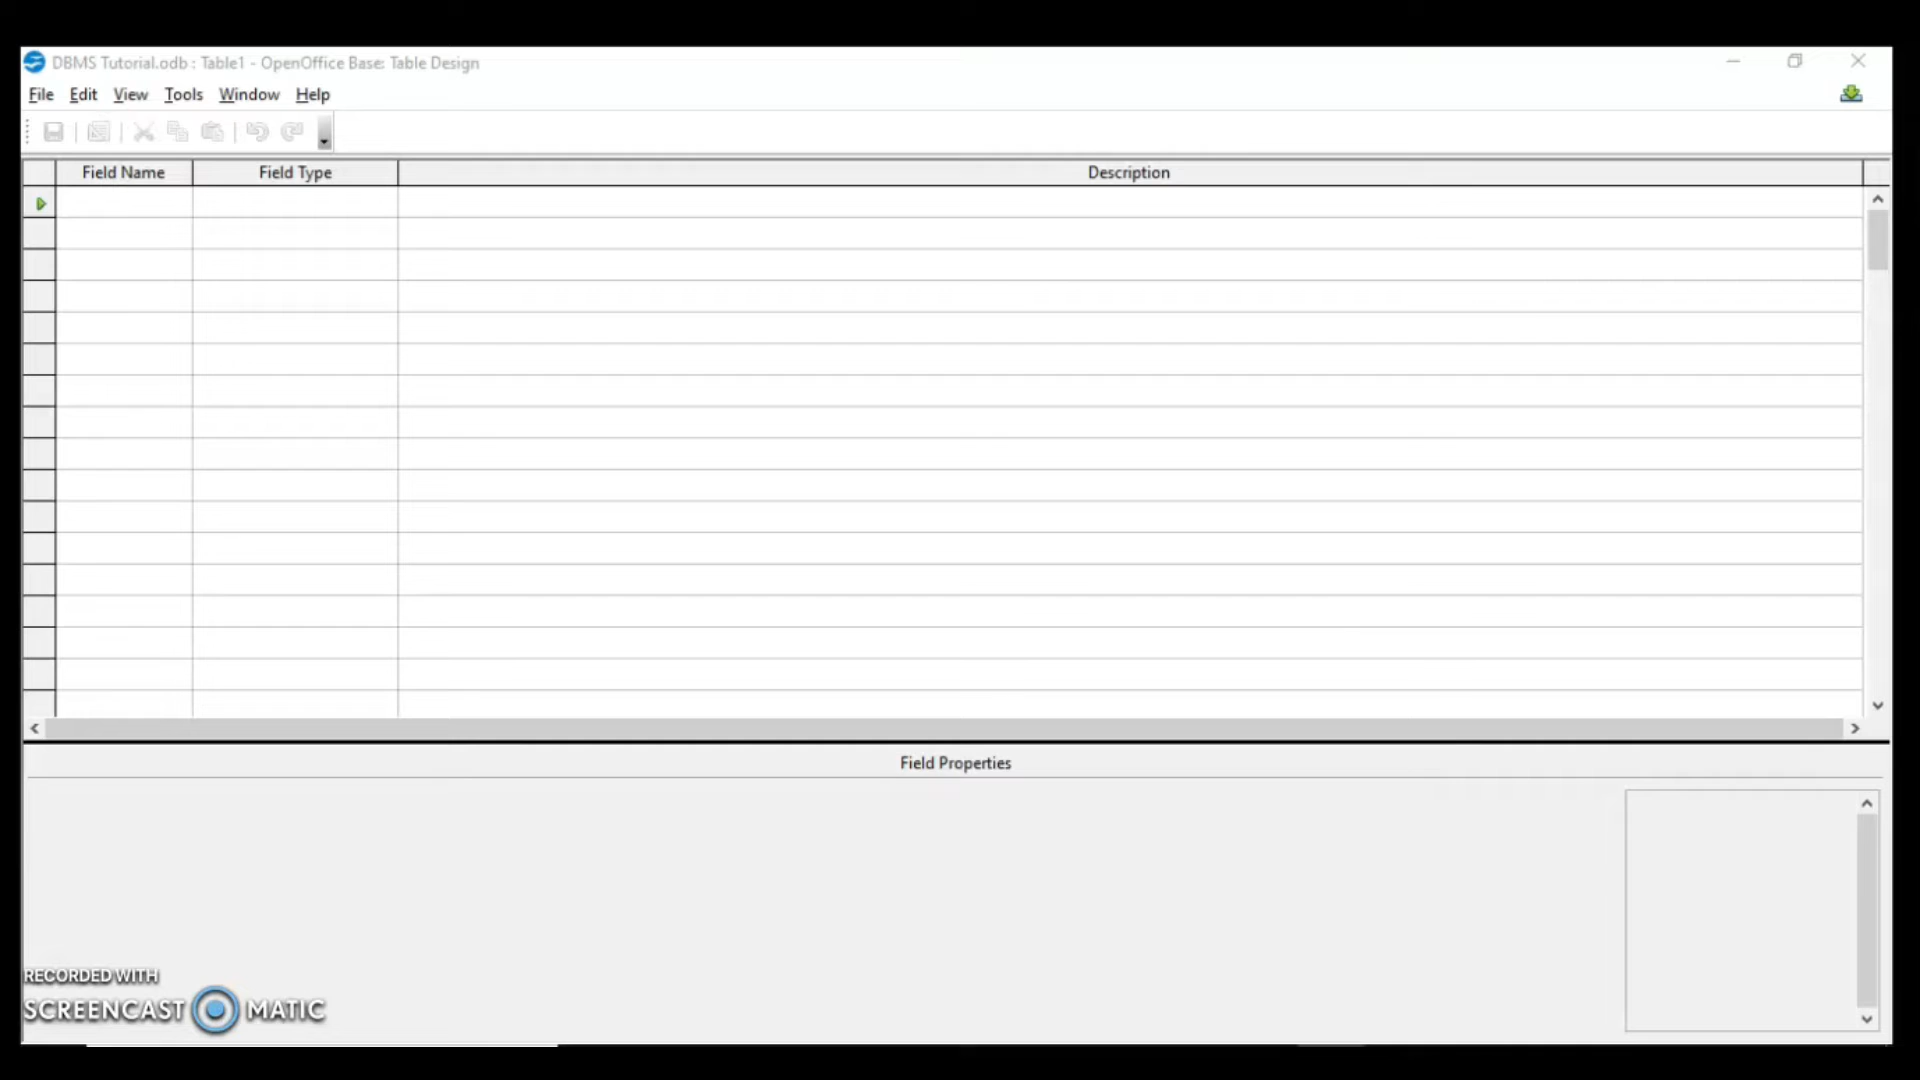 DBMS Tutorial.odb : Table1 - OpenOffice Base: Table Design
File Edit View Tools Window Help
Field Name Field Type Description
Field Properties
RECORDED WITH
SCREENCAST MATIC